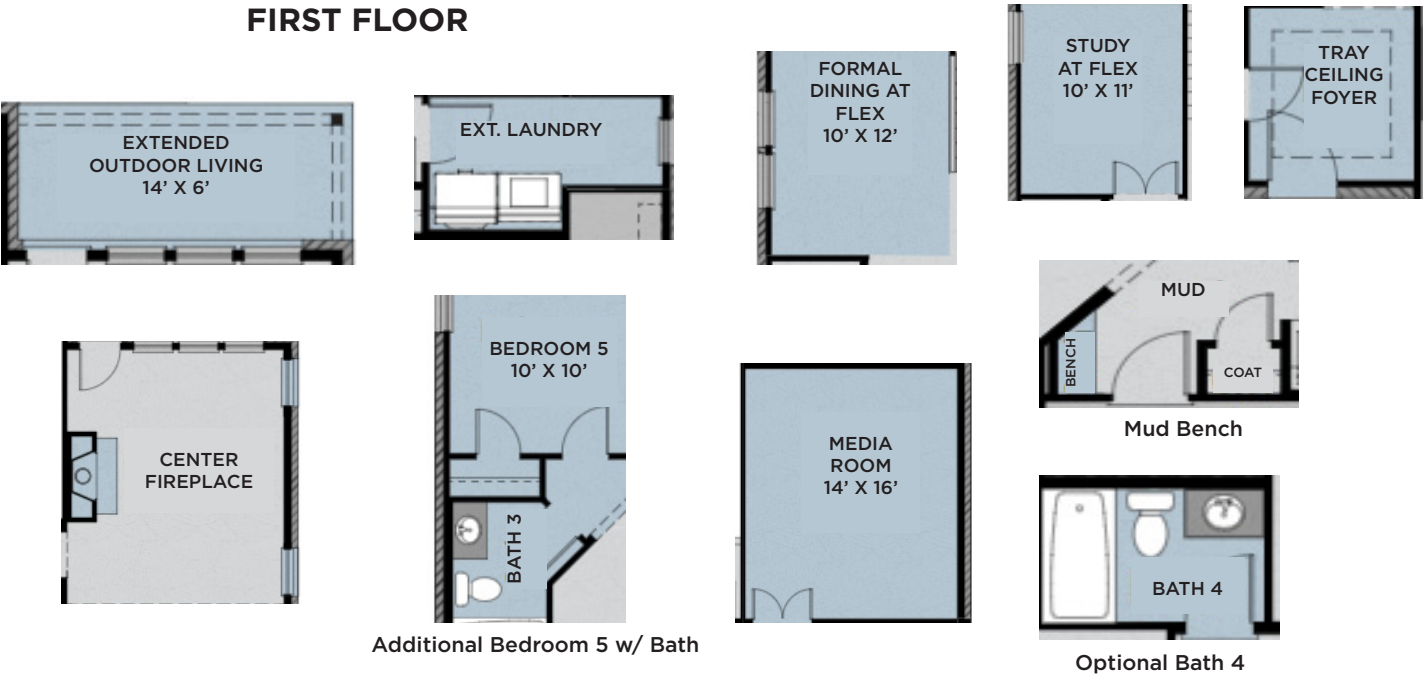 FIRST FLOOR
EXTENDED
OUTDOOR LIVING
14’ X 6’
EXT. LAUNDRY
FORMAL
DINING AT
FLEX
10’ X 12’
STUDY
AT FLEX
10’ X 11’
TRAY
CEILING
FOYER
CENTER
FIREPLACE
BEDROOM 5
10’ X 10’
BATH 3
Additional Bedroom 5 w/ Bath
MEDIA
ROOM
14’ X 16’
MUD
BENCH
COAT
Mud Bench
BATH 4
Optional Bath 4